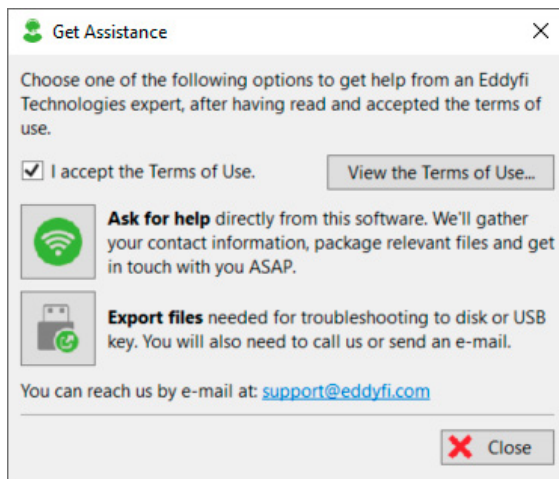 Get Assistance
Choose one of the following options to get help from an Eddyfi
Technologies expert, after having read and accepted the terms of
use.
I accept the Terms of Use.
View the Terms of Use...
Ask for help directly from this software. We'll gather
your contact information, package relevant files and get
in touch with you ASAP.
Export files needed for troubleshooting to disk or USB
key. You will also need to call us or send an e-mail.
You can reach us by e-mail at: support@eddyfi.com
Close